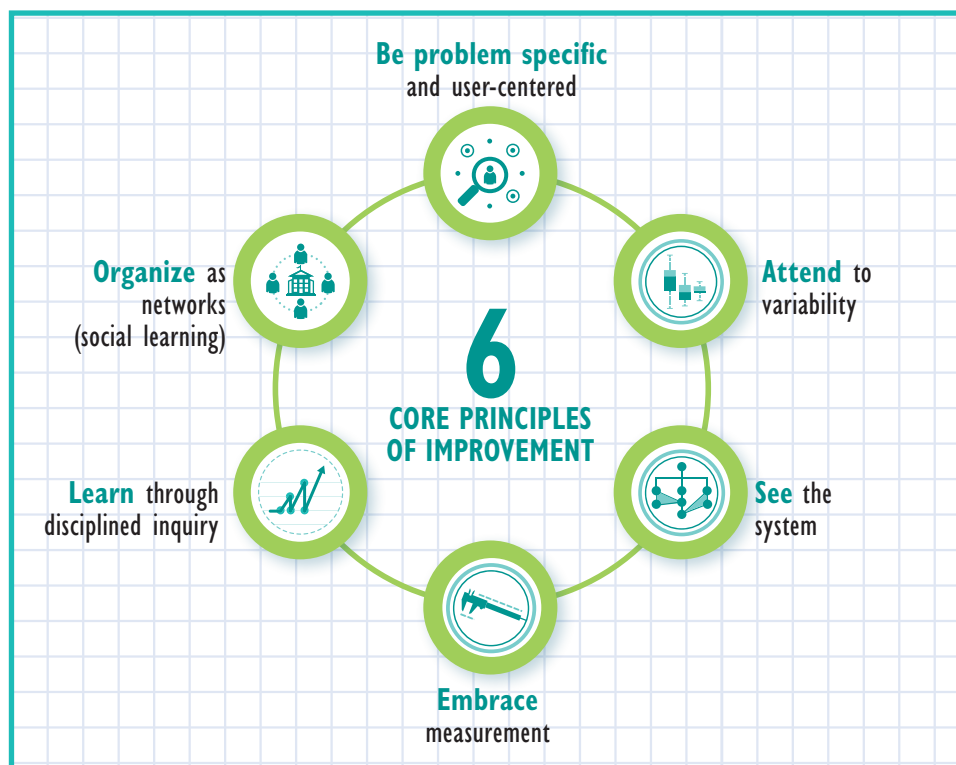 Be problem specific
and user-centered
Attend to
variability
See the
system
Embrace
measurement
Learn through
disciplined inquiry
Organize as
networks
(social learning)
6
CORE PRINCIPLES
OF IMPROVEMENT